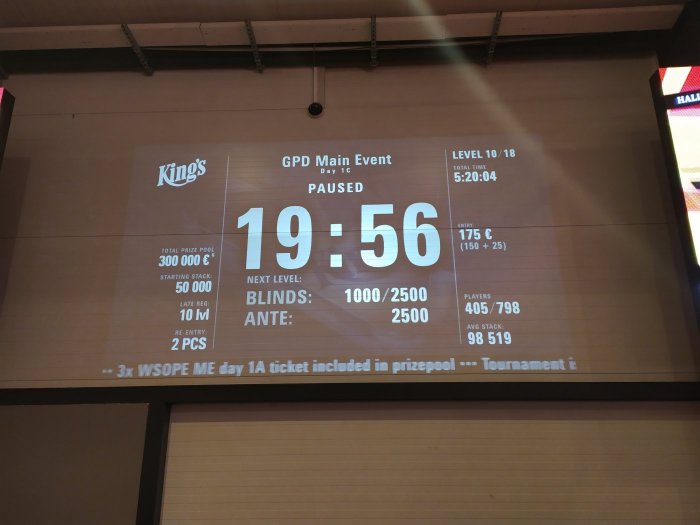 King's
TOTAL PRIZE POOL
300 000 €
STARTING STACK:
50 000
LATE REG:
10 lvl
RE-ENTRY:
2 PCS
GPD Main Event
Day 1C
PAUSED
19:56
NEXT LEVEL:
BLINDS: 1000/2500
ANTE: 2500
LEVEL 10/18
TOTAL TIME
5:20:04
ENTRY:
175 €
(150 + 25)
PLAYERS
405/798
AVG STACK:
98 519
-- 3x WSOPE ME day 1A ticket included in prizepool --- Tournament i
HALL